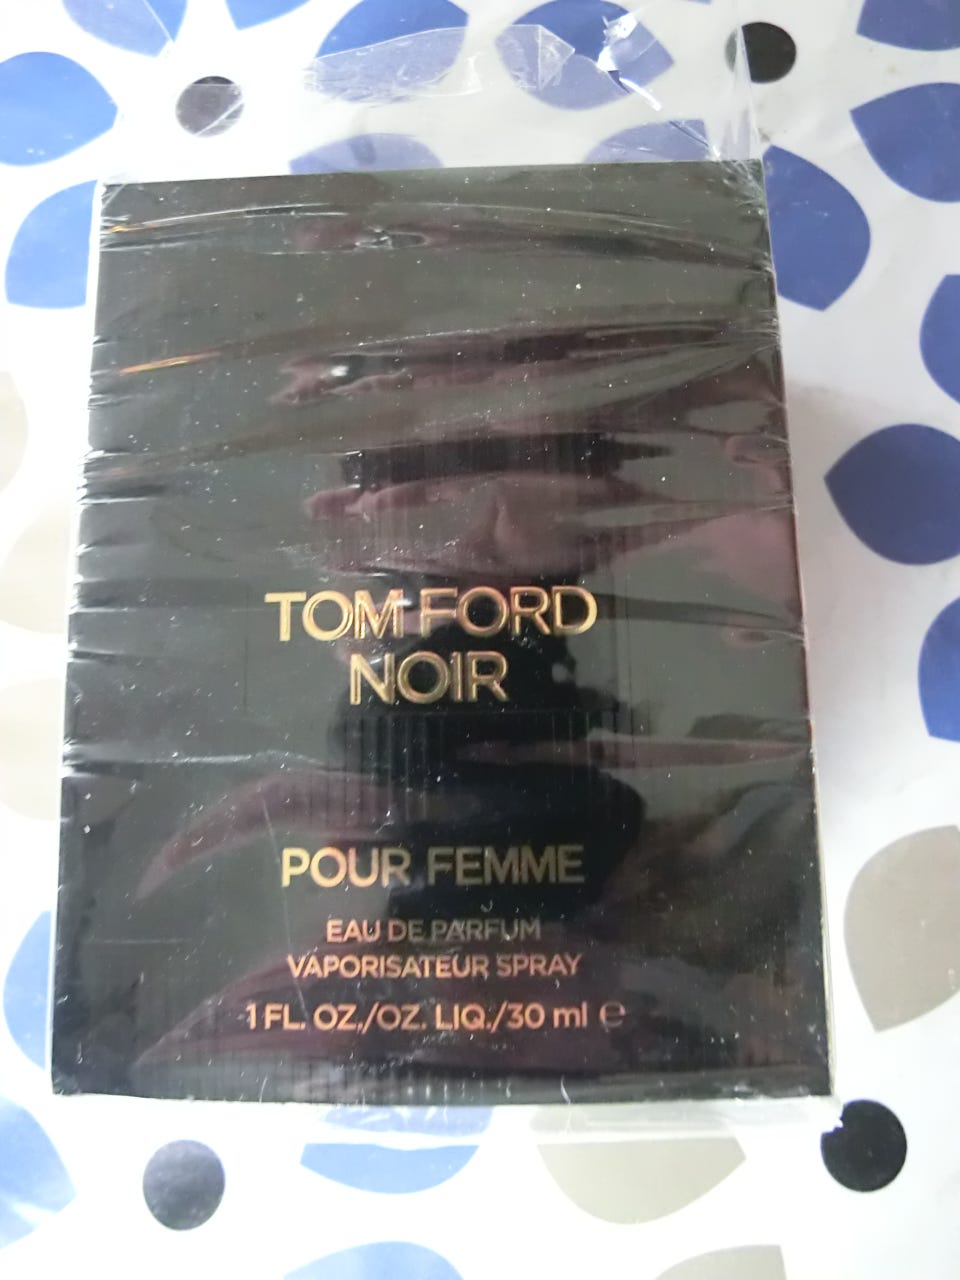 TOM FORD
NOIR
POUR FEMME
EAU DE PARFUM
VAPORISATEUR SPRAY
1 FL. OZ./OZ. LIQ./30 ml ℮